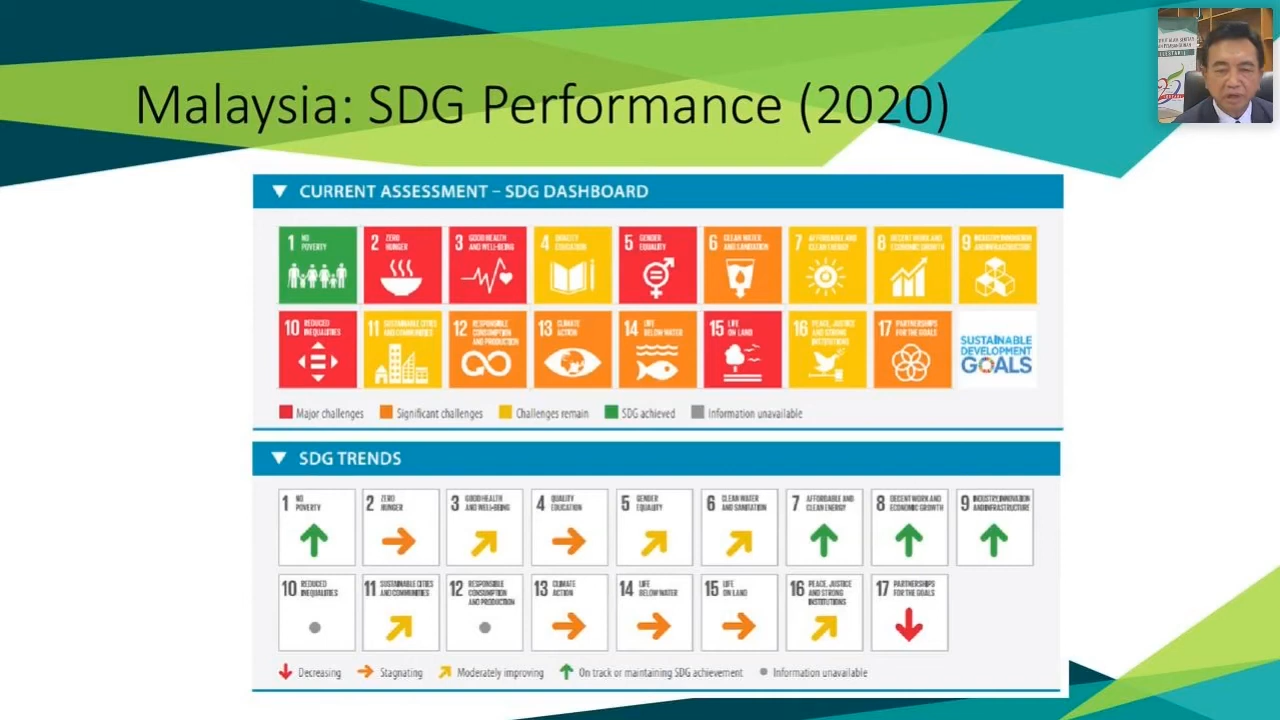 Malaysia: SDG Performance (2020)
CURRENT ASSESSMENT – SDG DASHBOARD
1 NO
POVERTY
2 ZERO
HUNGER
3 GOOD HEALTH
AND WELL-BEING
4 QUALITY
EDUCATION
5 GENDER
EQUALITY
6 CLEAN WATER
AND SANITATION
7 AFFORDABLE AND
CLEAN ENERGY
8 DECENT WORK AND
ECONOMIC GROWTH
9 INDUSTRY, INNOVATION
AND INFRASTRUCTURE
10 REDUCED
INEQUALITIES
11 SUSTAINABLE CITIES
AND COMMUNITIES
12 RESPONSIBLE
CONSUMPTION
AND PRODUCTION
13 CLIMATE
ACTION
14 LIFE
BELOW WATER
15 LIFE
ON LAND
16 PEACE, JUSTICE
AND STRONG
INSTITUTIONS
17 PARTNERSHIPS
FOR THE GOALS
SUSTAINABLE
DEVELOPMENT
GOALS
Major challenges
Significant challenges
Challenges remain
SDG achieved
Information unavailable
SDG TRENDS
1 NO
POVERTY
2 ZERO
HUNGER
3 GOOD HEALTH
AND WELL-BEING
4 QUALITY
EDUCATION
5 GENDER
EQUALITY
6 CLEAN WATER
AND SANITATION
7 AFFORDABLE AND
CLEAN ENERGY
8 DECENT WORK AND
ECONOMIC GROWTH
9 INDUSTRY, INNOVATION
AND INFRASTRUCTURE
10 REDUCED
INEQUALITIES
11 SUSTAINABLE CITIES
AND COMMUNITIES
12 RESPONSIBLE
CONSUMPTION
AND PRODUCTION
13 CLIMATE
ACTION
14 LIFE
BELOW WATER
15 LIFE
ON LAND
16 PEACE, JUSTICE
AND STRONG
INSTITUTIONS
17 PARTNERSHIPS
FOR THE GOALS
Decreasing
Stagnating
Moderately improving
On track or maintaining SDG achievement
Information unavailable